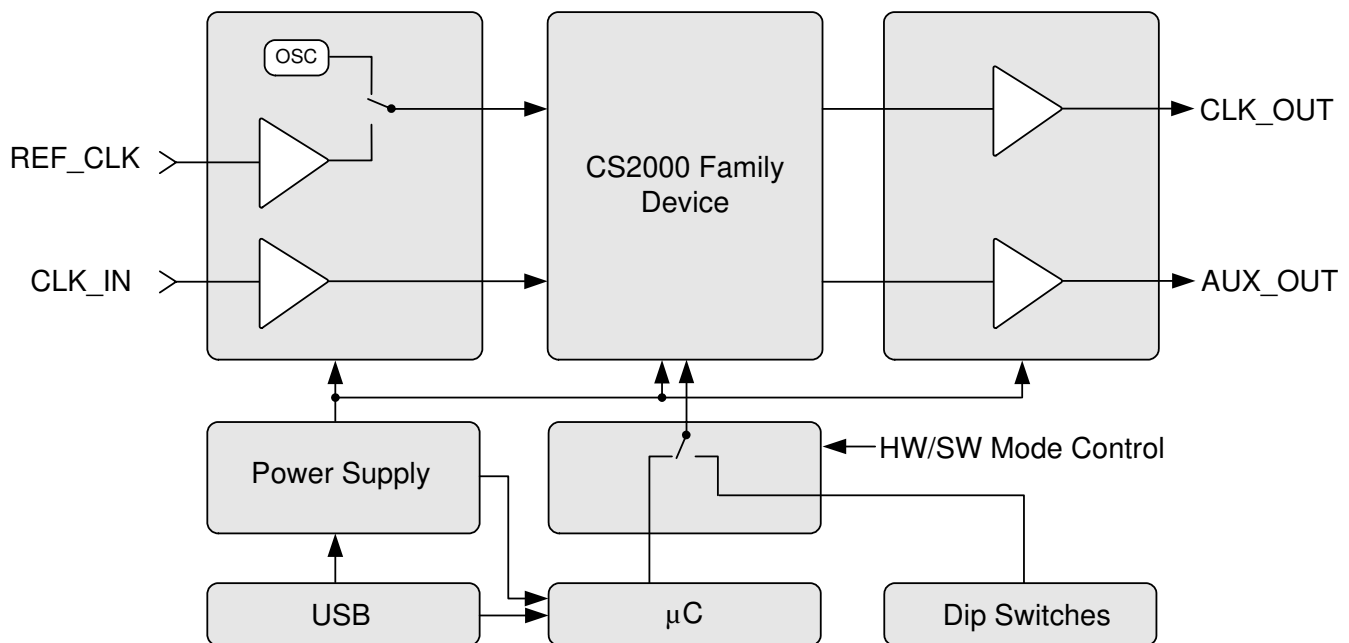 OSC
REF_CLK
CLK_IN
CS2000 Family
Device
CLK_OUT
AUX_OUT
Power Supply
HW/SW Mode Control
USB
μC
Dip Switches